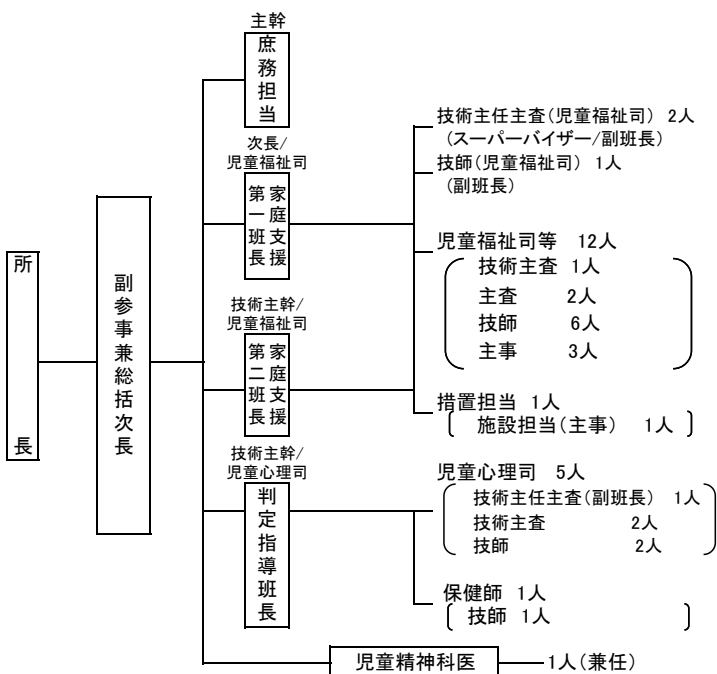 所長
副参事兼総括次長
主幹
庶務担当
次長/
児童福祉司
家庭支援
第一班長
技術主幹/
児童福祉司
家庭支援
第二班長
技術主幹/
児童心理司
判定指導班長
技術主任主査(児童福祉司) 2人
(スーパーバイザー/副班長)
技師(児童福祉司) 1人
(副班長)
児童福祉司等 12人
技術主査 1人
主査 2人
技師 6人
主事 3人
措置担当 1人
施設担当(主事) 1人
児童心理司 5人
技術主任主査(副班長) 1人
技術主査 2人
技師 2人
保健師 1人
技師 1人
児童精神科医 1人(兼任)